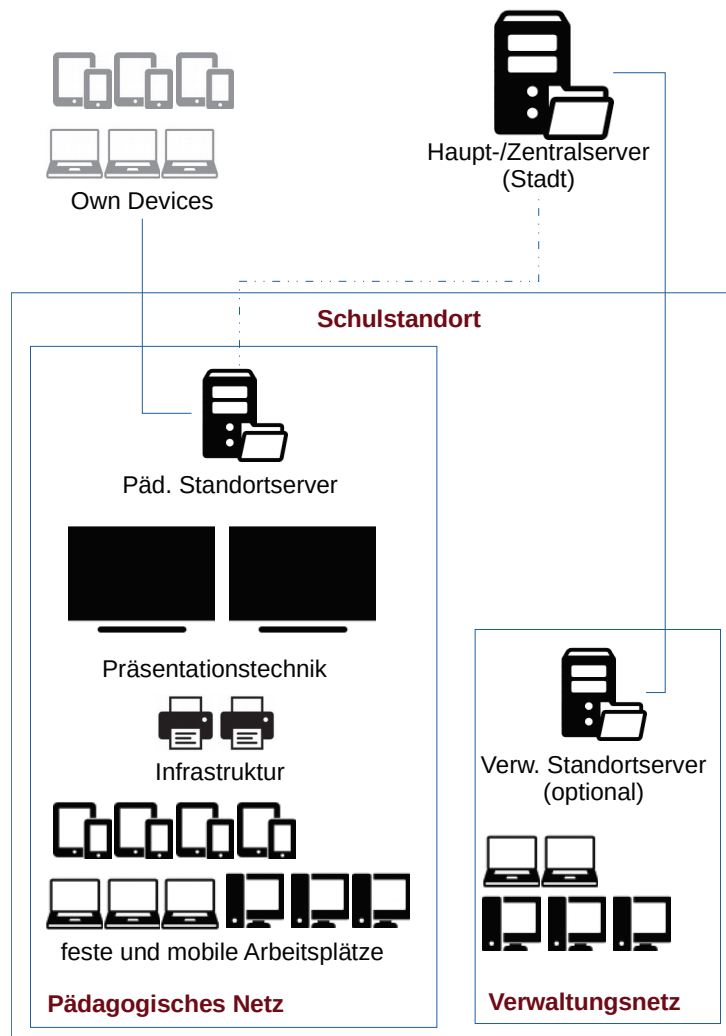 Own Devices
Haupt-/Zentralserver
(Stadt)
Schulstandort
Päd. Standortserver
Präsentationstechnik
Infrastruktur
feste und mobile Arbeitsplätze
Pädagogisches Netz
Verw. Standortserver
(optional)
Verwaltungsnetz